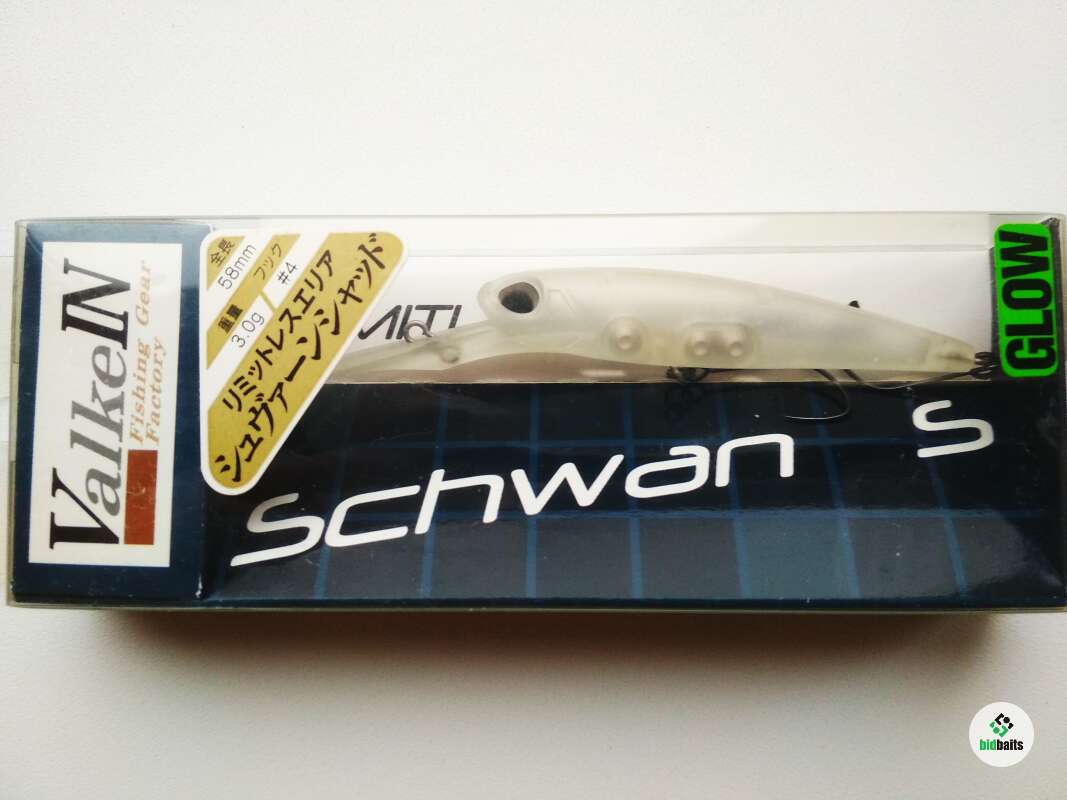 ValkeIN
Fishing Gear
Factory
全長
58mm
フック
#4
重量
3.0g
リミットレスエリア
シュヴァーンシャッド
Schwan S
GLOW
bidbaits